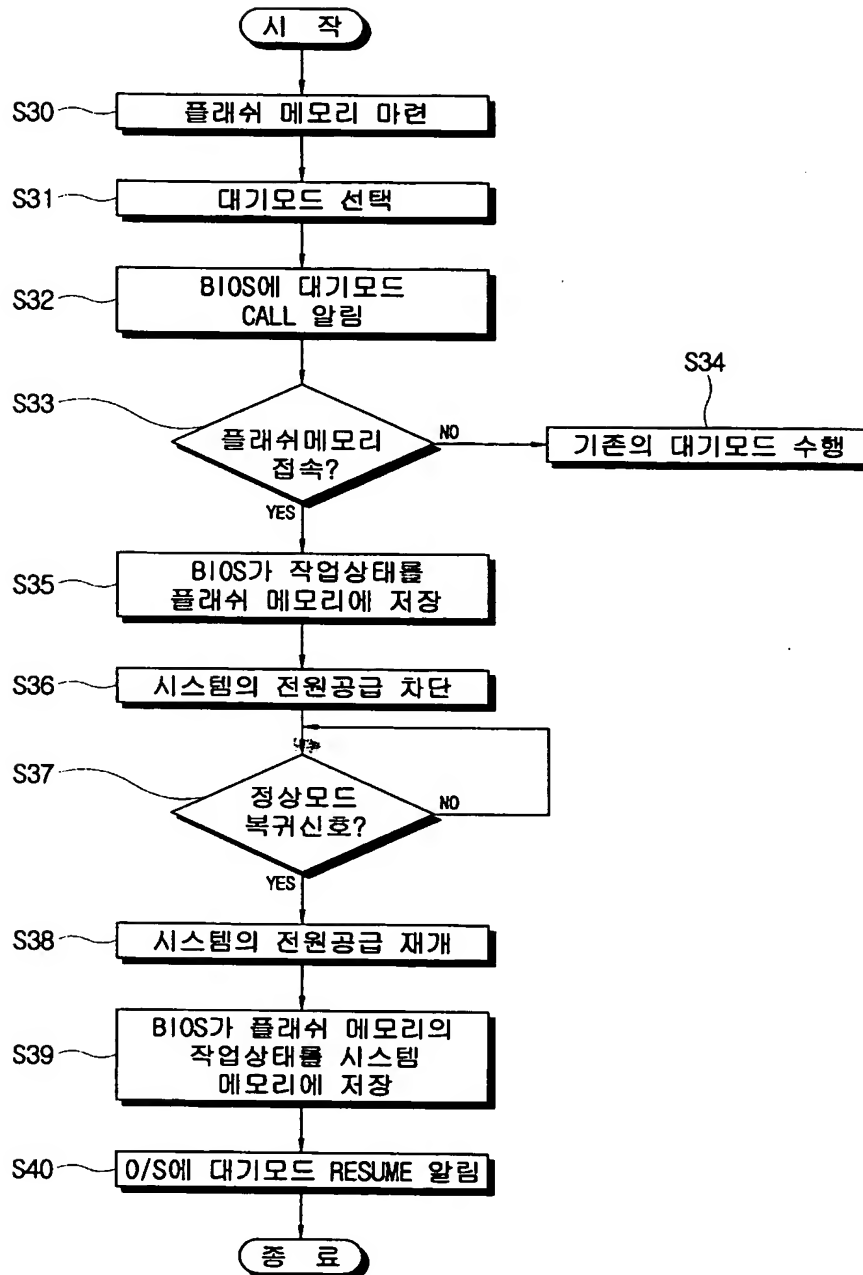 시 작
S30
플래쉬 메모리 마련
S31
대기모드 선택
S32
BIOS에 대기모드
CALL 알림
S33
플래쉬메모리
접속?
NO
S34
기존의 대기모드 수행
YES
S35
BIOS가 작업상태를
플래쉬 메모리에 저장
S36
시스템의 전원공급 차단
S37
정상모드
복귀신호?
NO
YES
S38
시스템의 전원공급 재개
S39
BIOS가 플래쉬 메모리의
작업상태를 시스템
메모리에 저장
S40
O/S에 대기모드 RESUME 알림
종 료